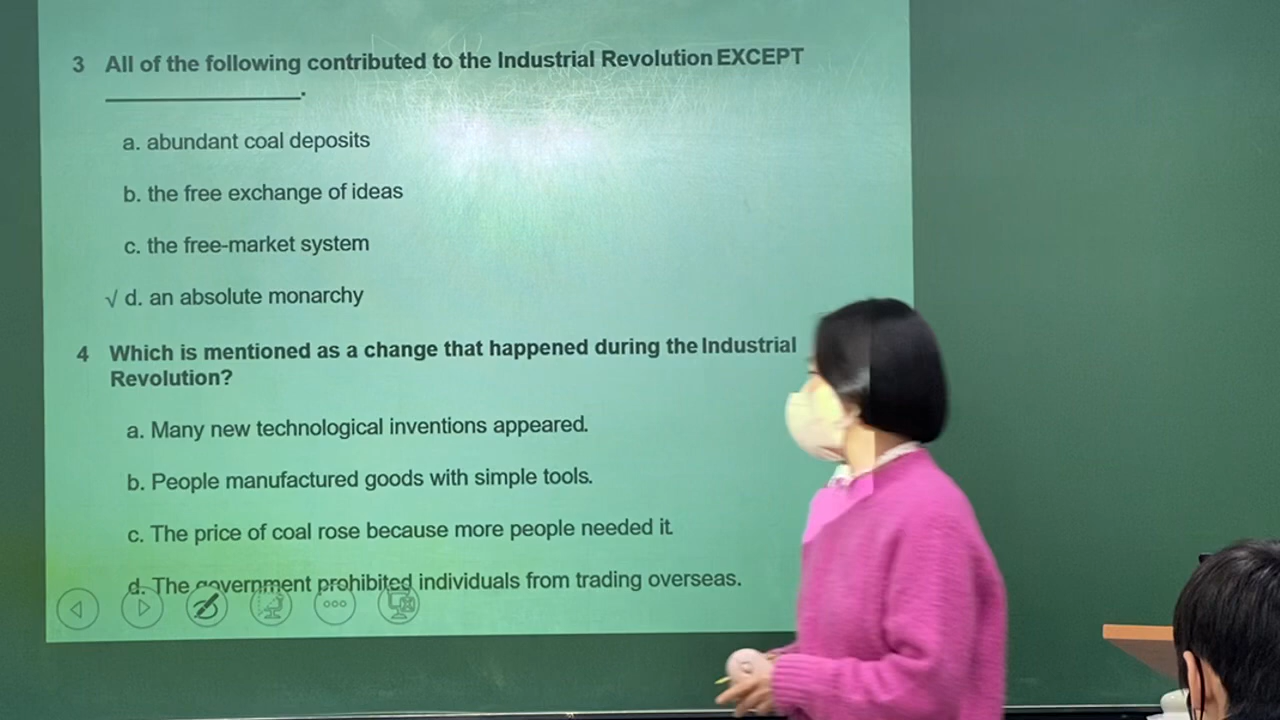 3 All of the following contributed to the Industrial Revolution EXCEPT
____________.
a. abundant coal deposits
b. the free exchange of ideas
c. the free-market system
√ d. an absolute monarchy
4 Which is mentioned as a change that happened during the Industrial
Revolution?
a. Many new technological inventions appeared.
b. People manufactured goods with simple tools.
c. The price of coal rose because more people needed it.
d. The government prohibited individuals from trading overseas.